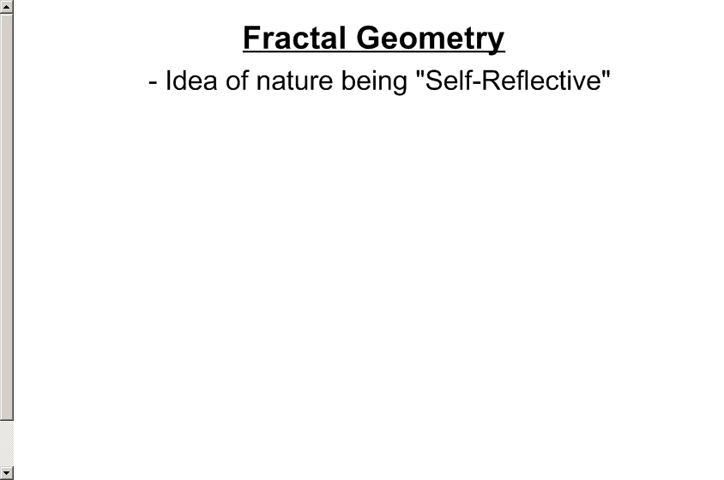 Fractal Geometry
- Idea of nature being "Self-Reflective"